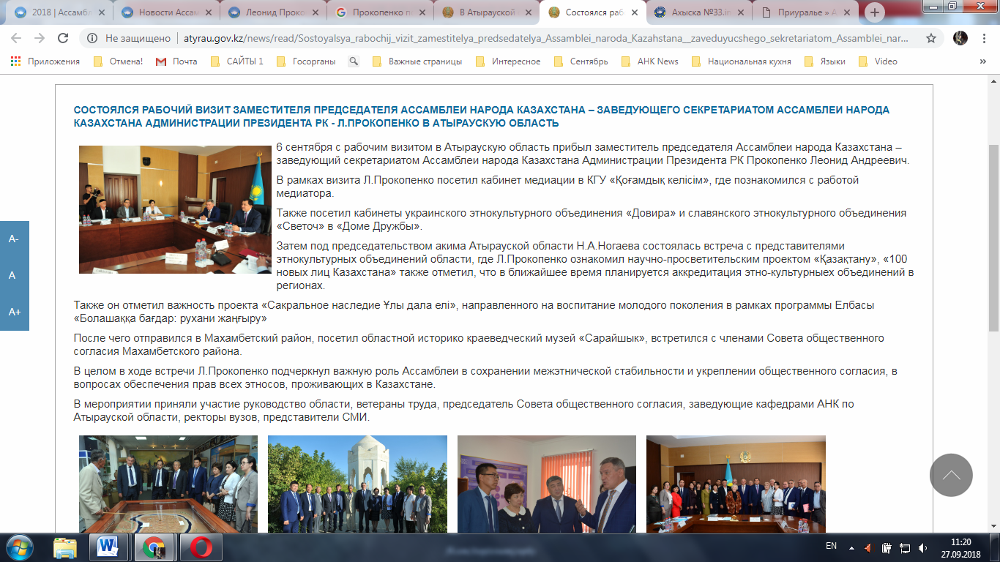 2018 | Ассамбл
Новости Ассам
Леонид Проко
Прокопенко п
В Атырауской
Состоялся раб
Ахыска №33.in
Приуралье » А
Не защищено
atyrau.gov.kz/news/read/Sostoyalsya_rabochij_vizit_zamestitelya_predsedatelya_Assamblei_naroda_Kazahstana__zaveduyucshego_sekretariatom_Assamblei_nar...
Приложения
Отмена!
Почта
САЙТЫ 1
Госорганы
Важные страницы
Интересное
Сентябрь
АНК News
Национальная кухня
Языки
Video
»
СОСТОЯЛСЯ РАБОЧИЙ ВИЗИТ ЗАМЕСТИТЕЛЯ ПРЕДСЕДАТЕЛЯ АССАМБЛЕИ НАРОДА КАЗАХСТАНА – ЗАВЕДУЮЩЕГО СЕКРЕТАРИАТОМ АССАМБЛЕИ НАРОДА
КАЗАХСТАНА АДМИНИСТРАЦИИ ПРЕЗИДЕНТА РК - Л.ПРОКОПЕНКО В АТЫРАУСКУЮ ОБЛАСТЬ
6 сентября с рабочим визитом в Атыраускую область прибыл заместитель председателя Ассамблеи народа Казахстана –
заведующий секретариатом Ассамблеи народа Казахстана Администрации Президента РК Прокопенко Леонид Андреевич.
В рамках визита Л.Прокопенко посетил кабинет медиации в КГУ «Қоғамдық келісім», где познакомился с работой
медиатора.
Также посетил кабинеты украинского этнокультурного объединения «Довира» и славянского этнокультурного объединения
«Светоч» в «Доме Дружбы».
Затем под председательством акима Атырауской области Н.А.Ногаева состоялась встреча с представителями
этнокультурных объединений области, где Л.Прокопенко ознакомил научно-просветительским проектом «Қазақтану», «100
новых лиц Казахстана» также отметил, что в ближайшее время планируется аккредитация этно-культурныех объединений в
регионах.
Также он отметил важность проекта «Сакральное наследие Ұлы дала елі», направленного на воспитание молодого поколения в рамках программы Елбасы
«Болашаққа бағдар: рухани жаңғыру»
После чего отправился в Махамбетский район, посетил областной историко краеведческий музей «Сарайшык», встретился с членами Совета общественного
согласия Махамбетского района.
В целом в ходе встречи Л.Прокопенко подчеркнул важную роль Ассамблеи в сохранении межэтнической стабильности и укреплении общественного согласия, в
вопросах обеспечения прав всех этносов, проживающих в Казахстане.
В мероприятии приняли участие руководство области, ветераны труда, председатель Совета общественного согласия, заведующие кафедрами АНК по
Атырауской области, ректоры вузов, представители СМИ.
A-
A
A+
EN
11:20
27.09.2018